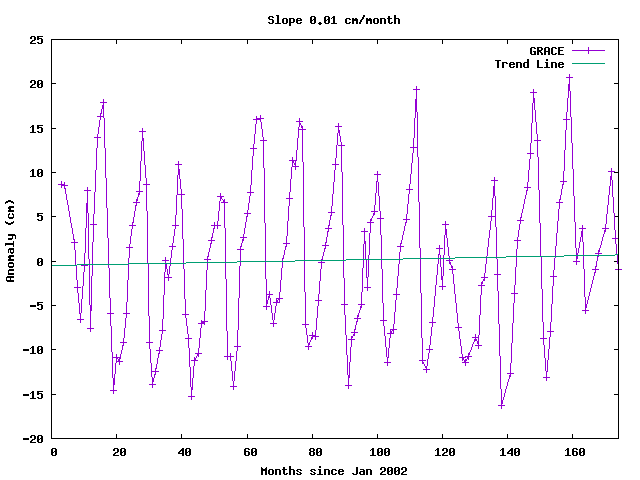 Slope 0.01 cm/month
25
20
15
10
5
0
-5
-10
-15
-20
Anomaly (cm)
GRACE
Trend Line
0 20 40 60 80 100 120 140 160
Months since Jan 2002